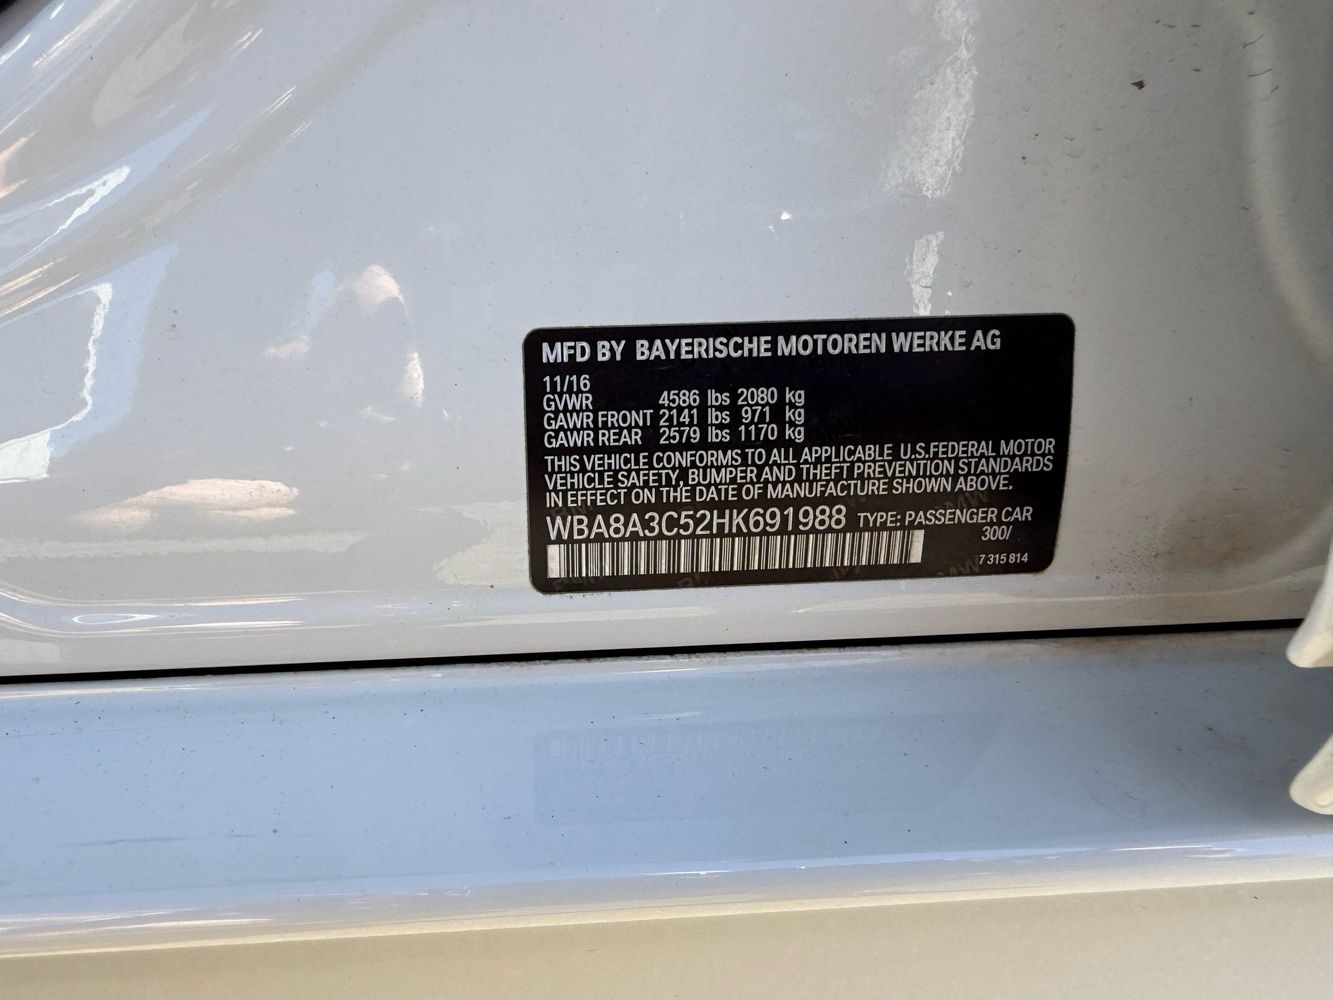 MFD BY BAYERISCHE MOTOREN WERKE AG
11/16
GVWR 4586 lbs 2080 kg
GAWR FRONT 2141 lbs 971 kg
GAWR REAR 2579 lbs 1170 kg
THIS VEHICLE CONFORMS TO ALL APPLICABLE U.S.FEDERAL MOTOR
VEHICLE SAFETY, BUMPER AND THEFT PREVENTION STANDARDS
IN EFFECT ON THE DATE OF MANUFACTURE SHOWN ABOVE.
WBA8A3C52HK691988 TYPE: PASSENGER CAR
300/
7 315 814